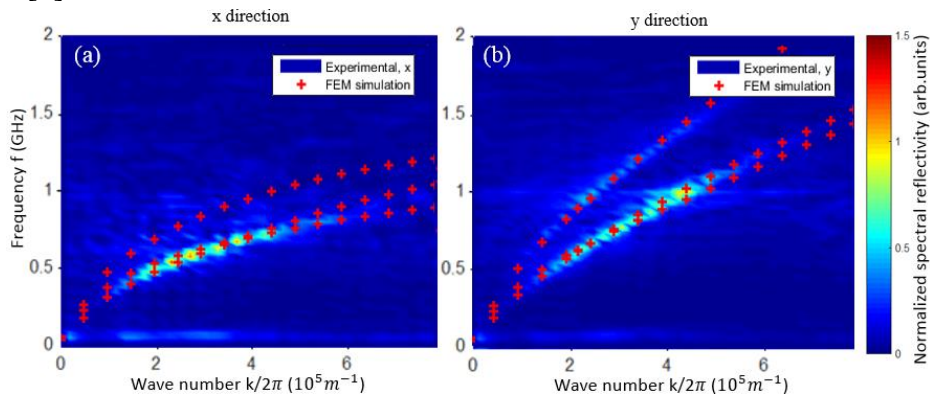 x direction
y direction
(a)
Experimental, x
FEM simulation
(b)
Experimental, y
FEM simulation
Frequency f (GHz)
2
1.5
1
0.5
0
0
2
4
6
Wave number k/2π (10⁵m⁻¹)
2
1.5
1
0.5
0
0
2
4
6
Wave number k/2π (10⁵m⁻¹)
1.5
1
0.5
0
Normalized spectral reflectivity (arb.units)